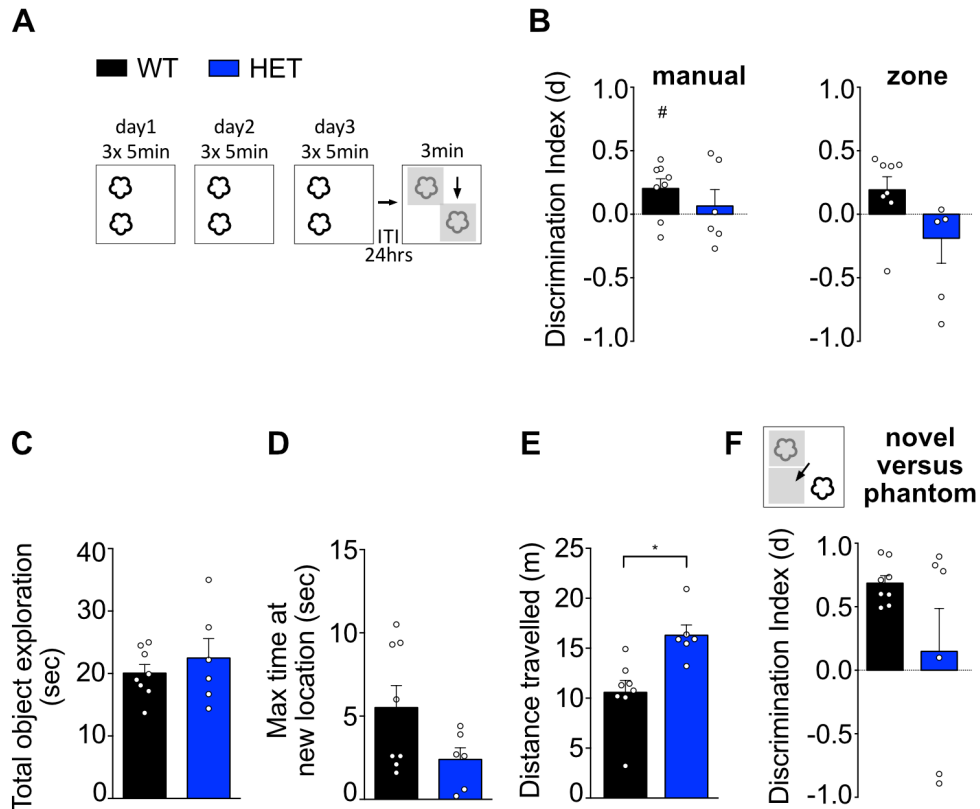 A
WT HET
day1 day2 day3
3x 5min 3x 5min 3x 5min 3min
ITI
24hrs
B
manual zone
Discrimination Index (d)
1.0 1.0
#
0.5 0.5
0.0 0.0
-0.5 -0.5
-1.0 -1.0
C
Total object exploration
(sec)
40
30
20
10
0
D
Max time at
new location (sec)
15
10
5
0
E
Distance travelled (m)
25
*
20
15
10
5
0
F
novel
versus
phantom
Discrimination Index (d)
1.0
0.5
0.0
-0.5
-1.0